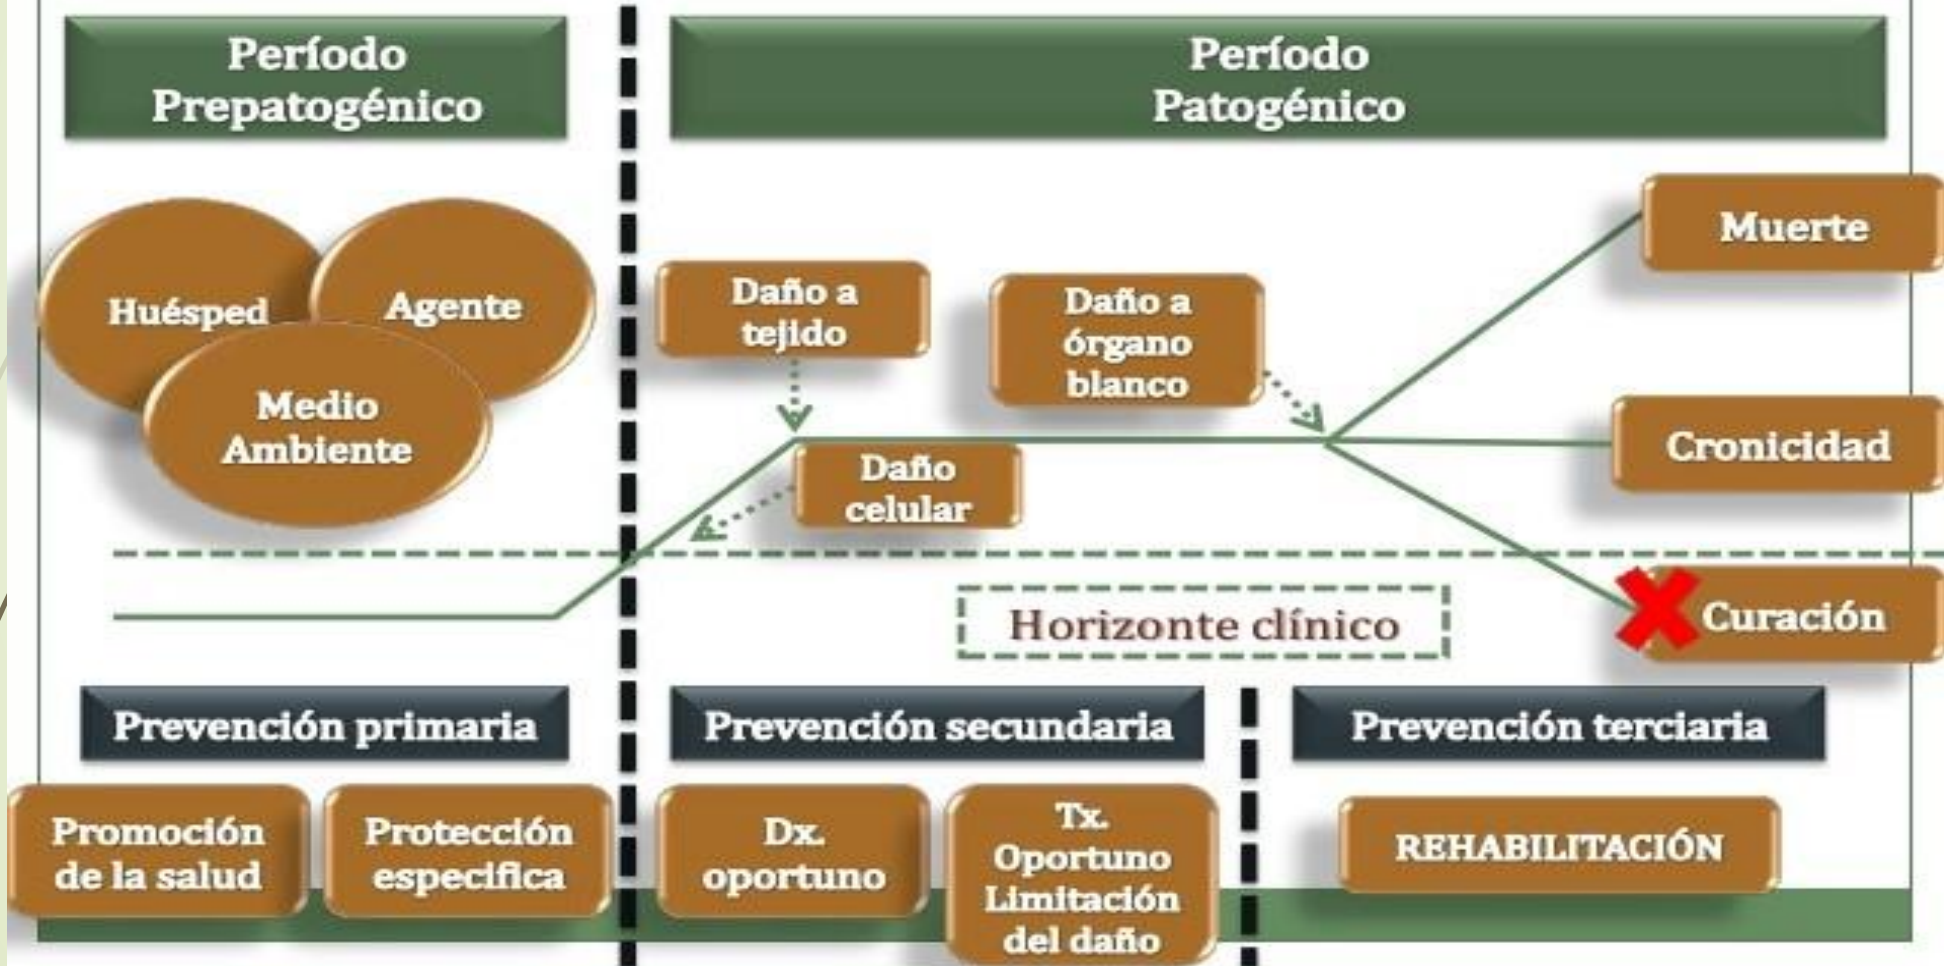 Período
Prepatogénico
Período
Patogénico
Huésped
Agente
Medio
Ambiente
Daño a
tejido
Daño a
órgano
blanco
Daño
celular
Muerte
Cronicidad
Curación
Horizonte clínico
Prevención primaria
Prevención secundaria
Prevención terciaria
Promoción
de la salud
Protección
especifica
Dx.
oportuno
Tx.
Oportuno
Limitación
del daño
REHABILITACIÓN